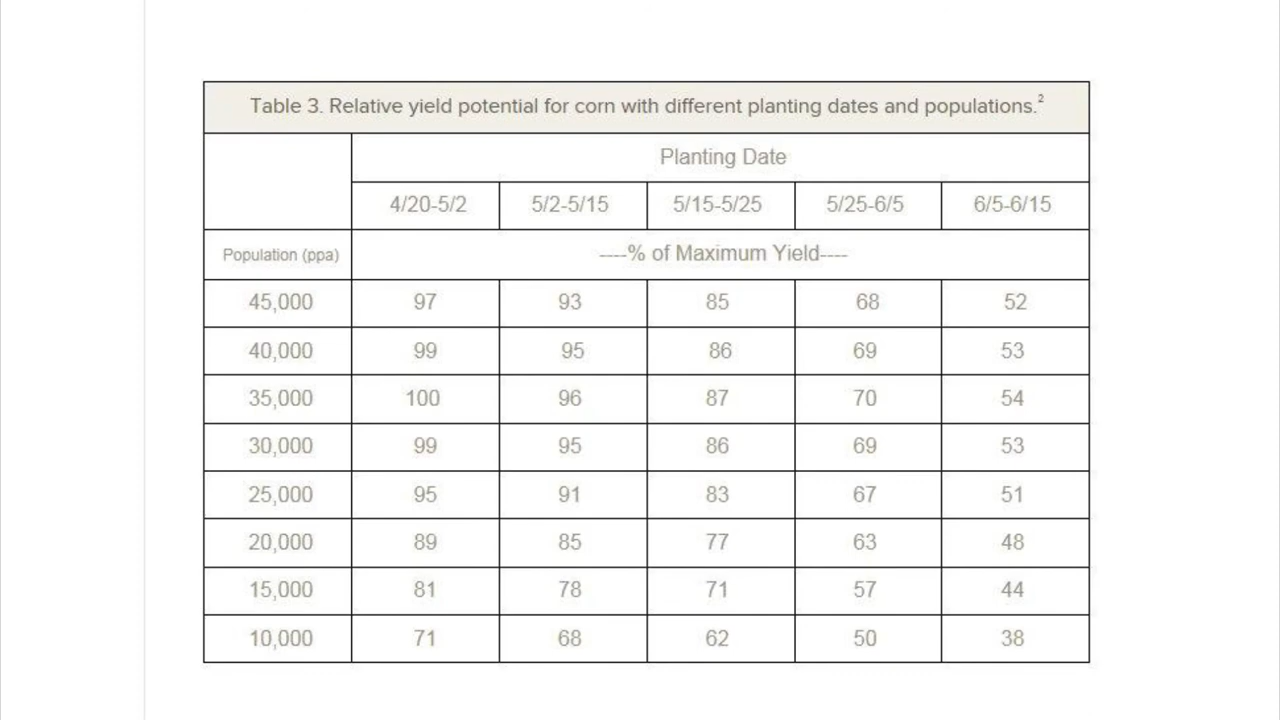 Table 3. Relative yield potential for corn with different planting dates and populations.2
Planting Date
4/20-5/2 5/2-5/15 5/15-5/25 5/25-6/5 6/5-6/15
Population (ppa) ----% of Maximum Yield----
45,000 97 93 85 68 52
40,000 99 95 86 69 53
35,000 100 96 87 70 54
30,000 99 95 86 69 53
25,000 95 91 83 67 51
20,000 89 85 77 63 48
15,000 81 78 71 57 44
10,000 71 68 62 50 38